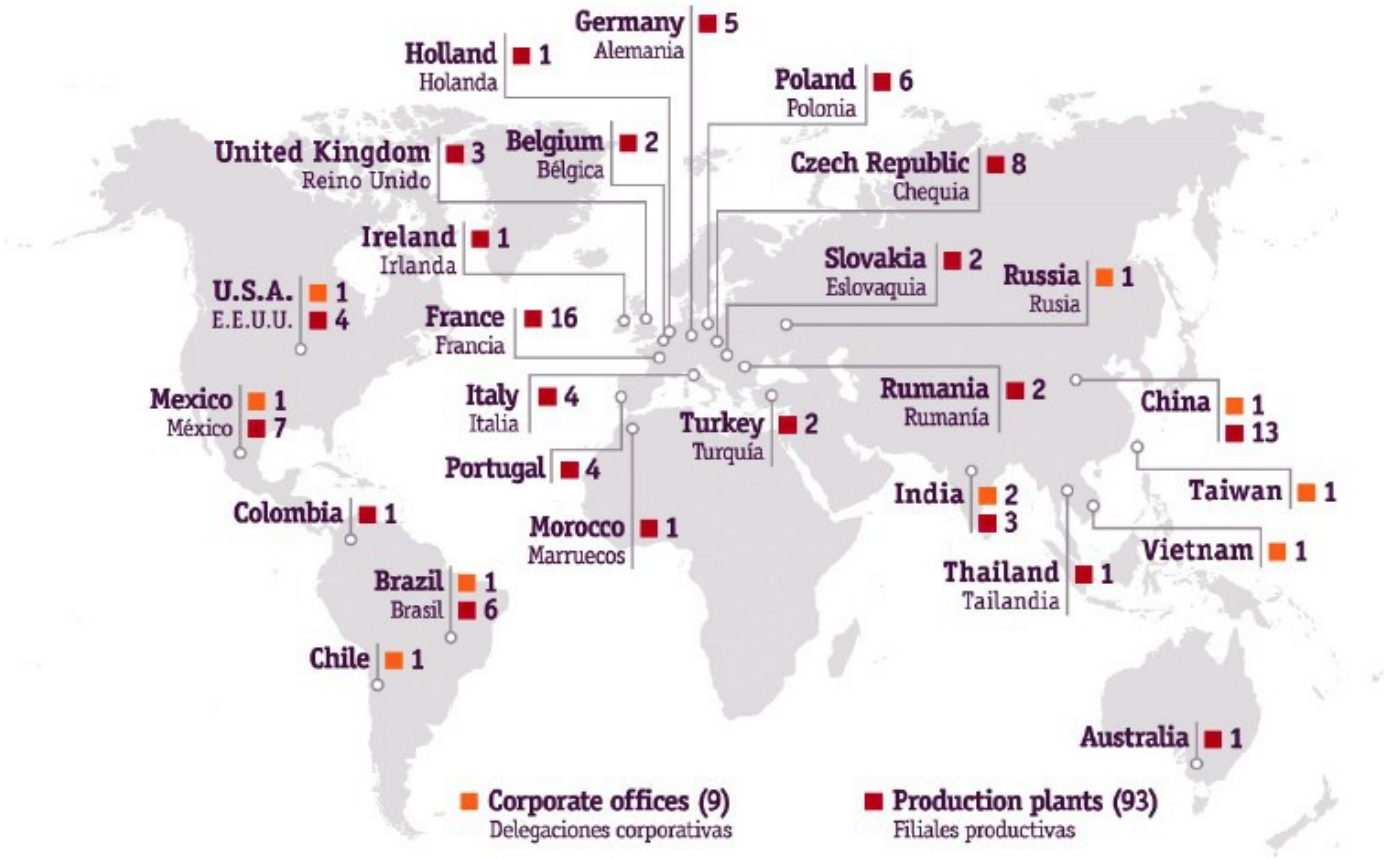 Germany 5
Alemania
Holland 1
Holanda
Poland 6
Polonia
United Kingdom 3
Reino Unido
Belgium 2
Bélgica
Czech Republic 8
Chequia
Ireland 1
Irlanda
Slovakia 2
Eslovaquia
Russia 1
Rusia
U.S.A. 1
E.E.U.U. 4
France 16
Francia
Mexico 1
México 7
Italy 4
Italia
Rumania 2
Rumanía
China 1
13
Turkey 2
Turquía
Portugal 4
India 2
3
Taiwan 1
Colombia 1
Morocco 1
Marruecos
Vietnam 1
Thailand 1
Tailandia
Brazil 1
Brasil 6
Chile 1
Australia 1
Corporate offices (9)
Delegaciones corporativas
Production plants (93)
Filiales productivas